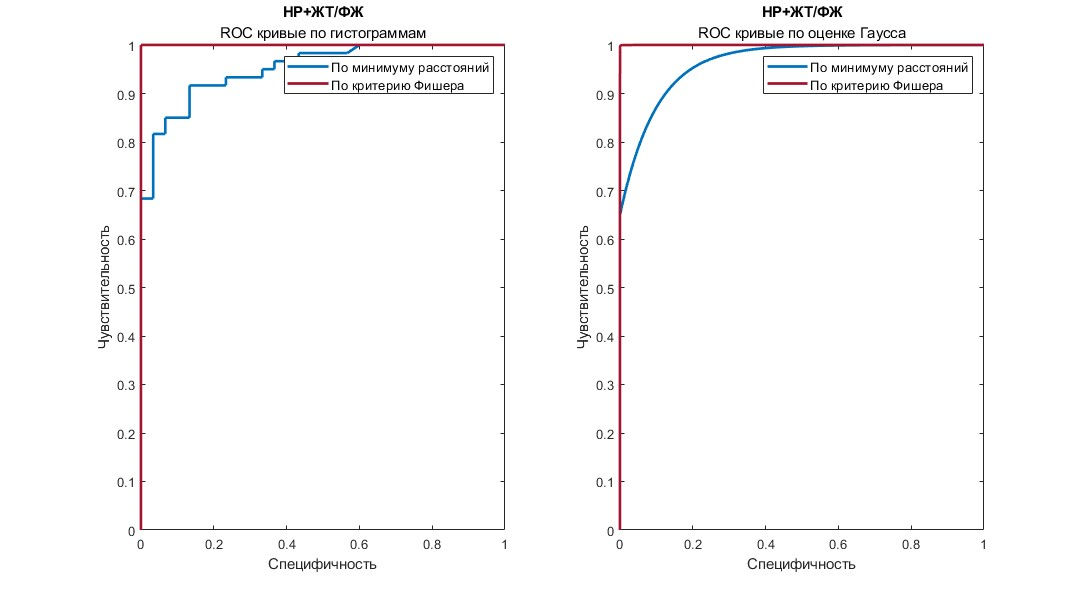 НР+ЖТ/ФЖ
ROC кривые по гистограммам
По минимуму расстояний
По критерию Фишера
1
0.9
0.8
0.7
0.6
0.5
0.4
0.3
0.2
0.1
0
Чувствительность
0 0.2 0.4 0.6 0.8 1
Специфичность
НР+ЖТ/ФЖ
ROC кривые по оценке Гаусса
По минимуму расстояний
По критерию Фишера
1
0.9
0.8
0.7
0.6
0.5
0.4
0.3
0.2
0.1
0
Чувствительность
0 0.2 0.4 0.6 0.8 1
Специфичность